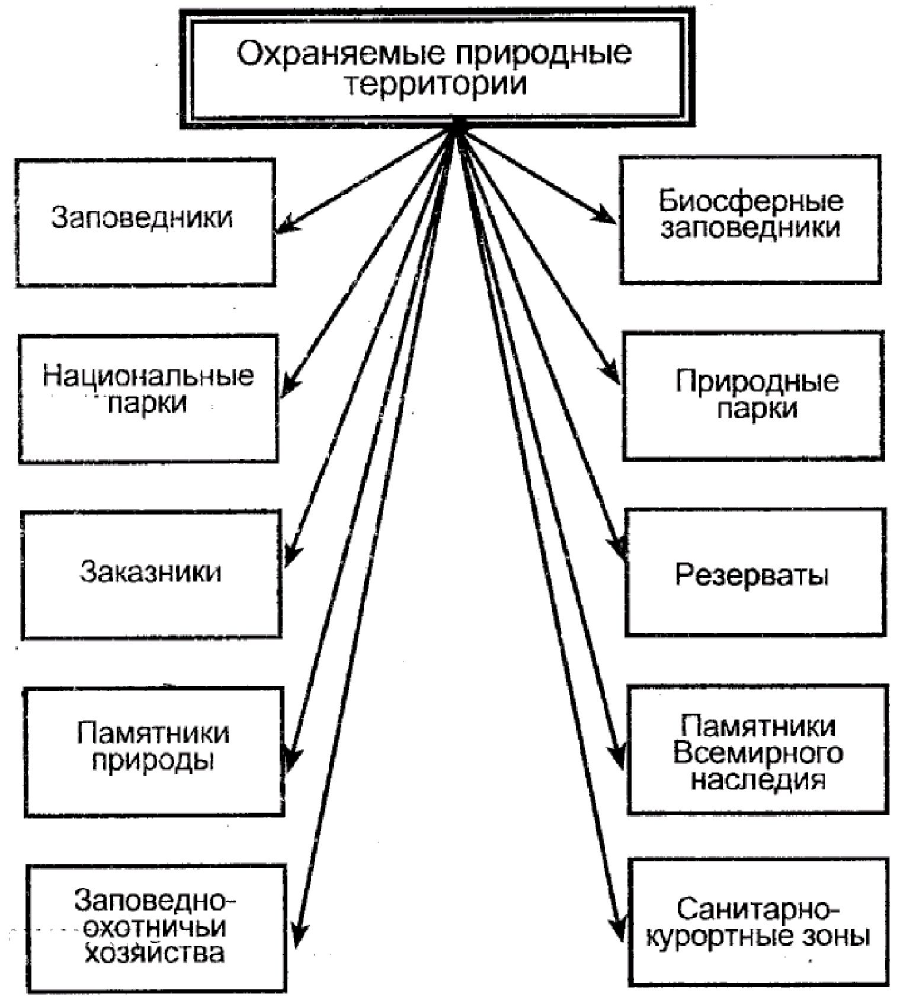 Охраняемые природные
территории
Заповедники
Биосферные
заповедники
Национальные
парки
Природные
парки
Заказники
Резерваты
Памятники
природы
Памятники
Всемирного
наследия
Заповедно-
охотничьи
хозяйства
Санитарно-
курортные зоны